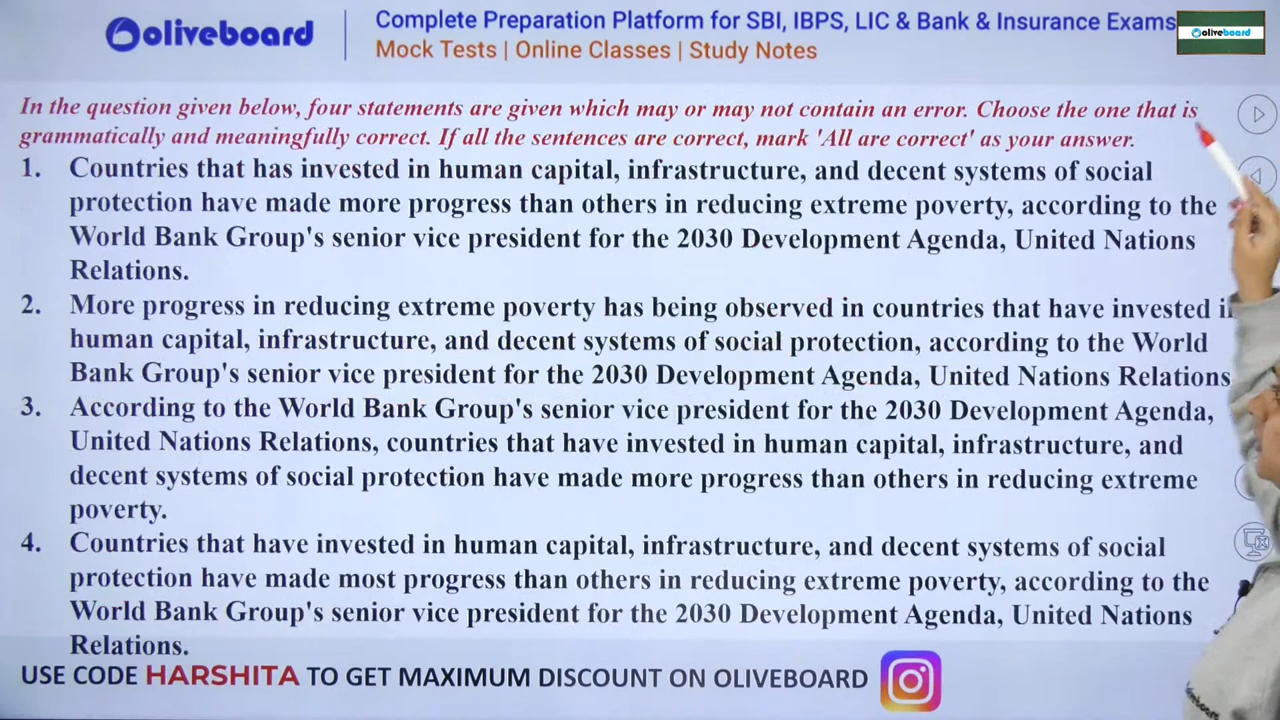 oliveboard
Complete Preparation Platform for SBI, IBPS, LIC & Bank & Insurance Exams
Mock Tests | Online Classes | Study Notes
oliveboard
In the question given below, four statements are given which may or may not contain an error. Choose the one that is
grammatically and meaningfully correct. If all the sentences are correct, mark 'All are correct' as your answer.
1. Countries that has invested in human capital, infrastructure, and decent systems of social
protection have made more progress than others in reducing extreme poverty, according to the
World Bank Group's senior vice president for the 2030 Development Agenda, United Nations
Relations.
2. More progress in reducing extreme poverty has being observed in countries that have invested
human capital, infrastructure, and decent systems of social protection, according to the World
Bank Group's senior vice president for the 2030 Development Agenda, United Nations Relations
3. According to the World Bank Group's senior vice president for the 2030 Development Agenda,
United Nations Relations, countries that have invested in human capital, infrastructure, and
decent systems of social protection have made more progress than others in reducing extreme
poverty.
4. Countries that have invested in human capital, infrastructure, and decent systems of social
protection have made most progress than others in reducing extreme poverty, according to the
World Bank Group's senior vice president for the 2030 Development Agenda, United Nations
Relations.
USE CODE HARSHITA TO GET MAXIMUM DISCOUNT ON OLIVEBOARD